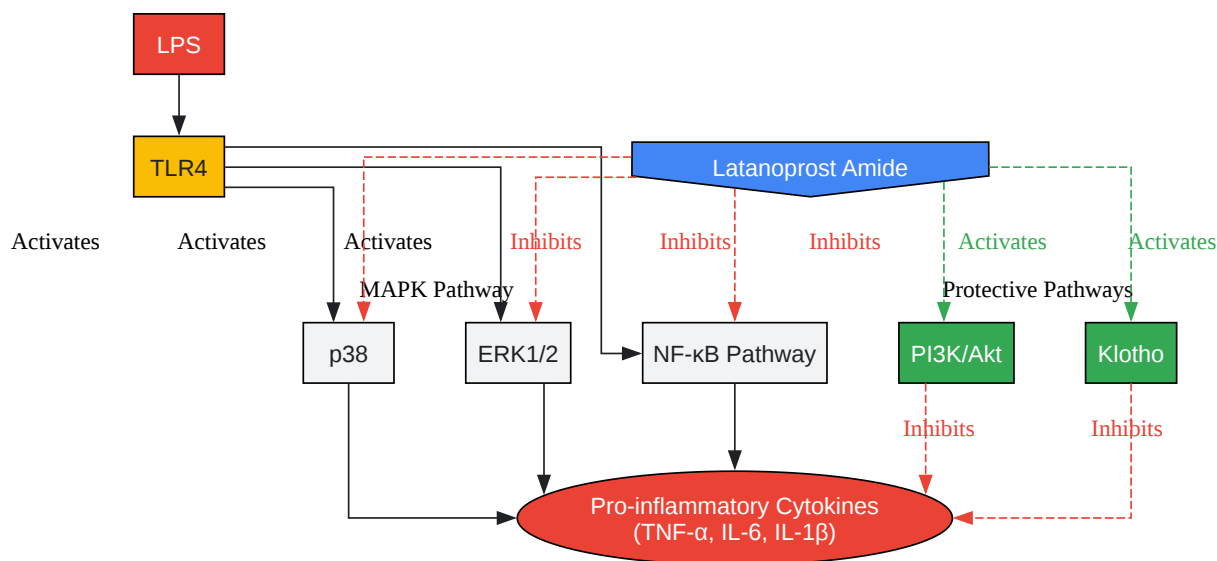 LPS
TLR4
Latanoprost Amide
Activates
Activates
Activates
Inhibits
Inhibits
Inhibits
Activates
Activates
MAPK Pathway
Protective Pathways
p38
ERK1/2
NF-κB Pathway
PI3K/Akt
Klotho
Inhibits
Inhibits
Pro-inflammatory Cytokines
(TNF-α, IL-6, IL-1β)